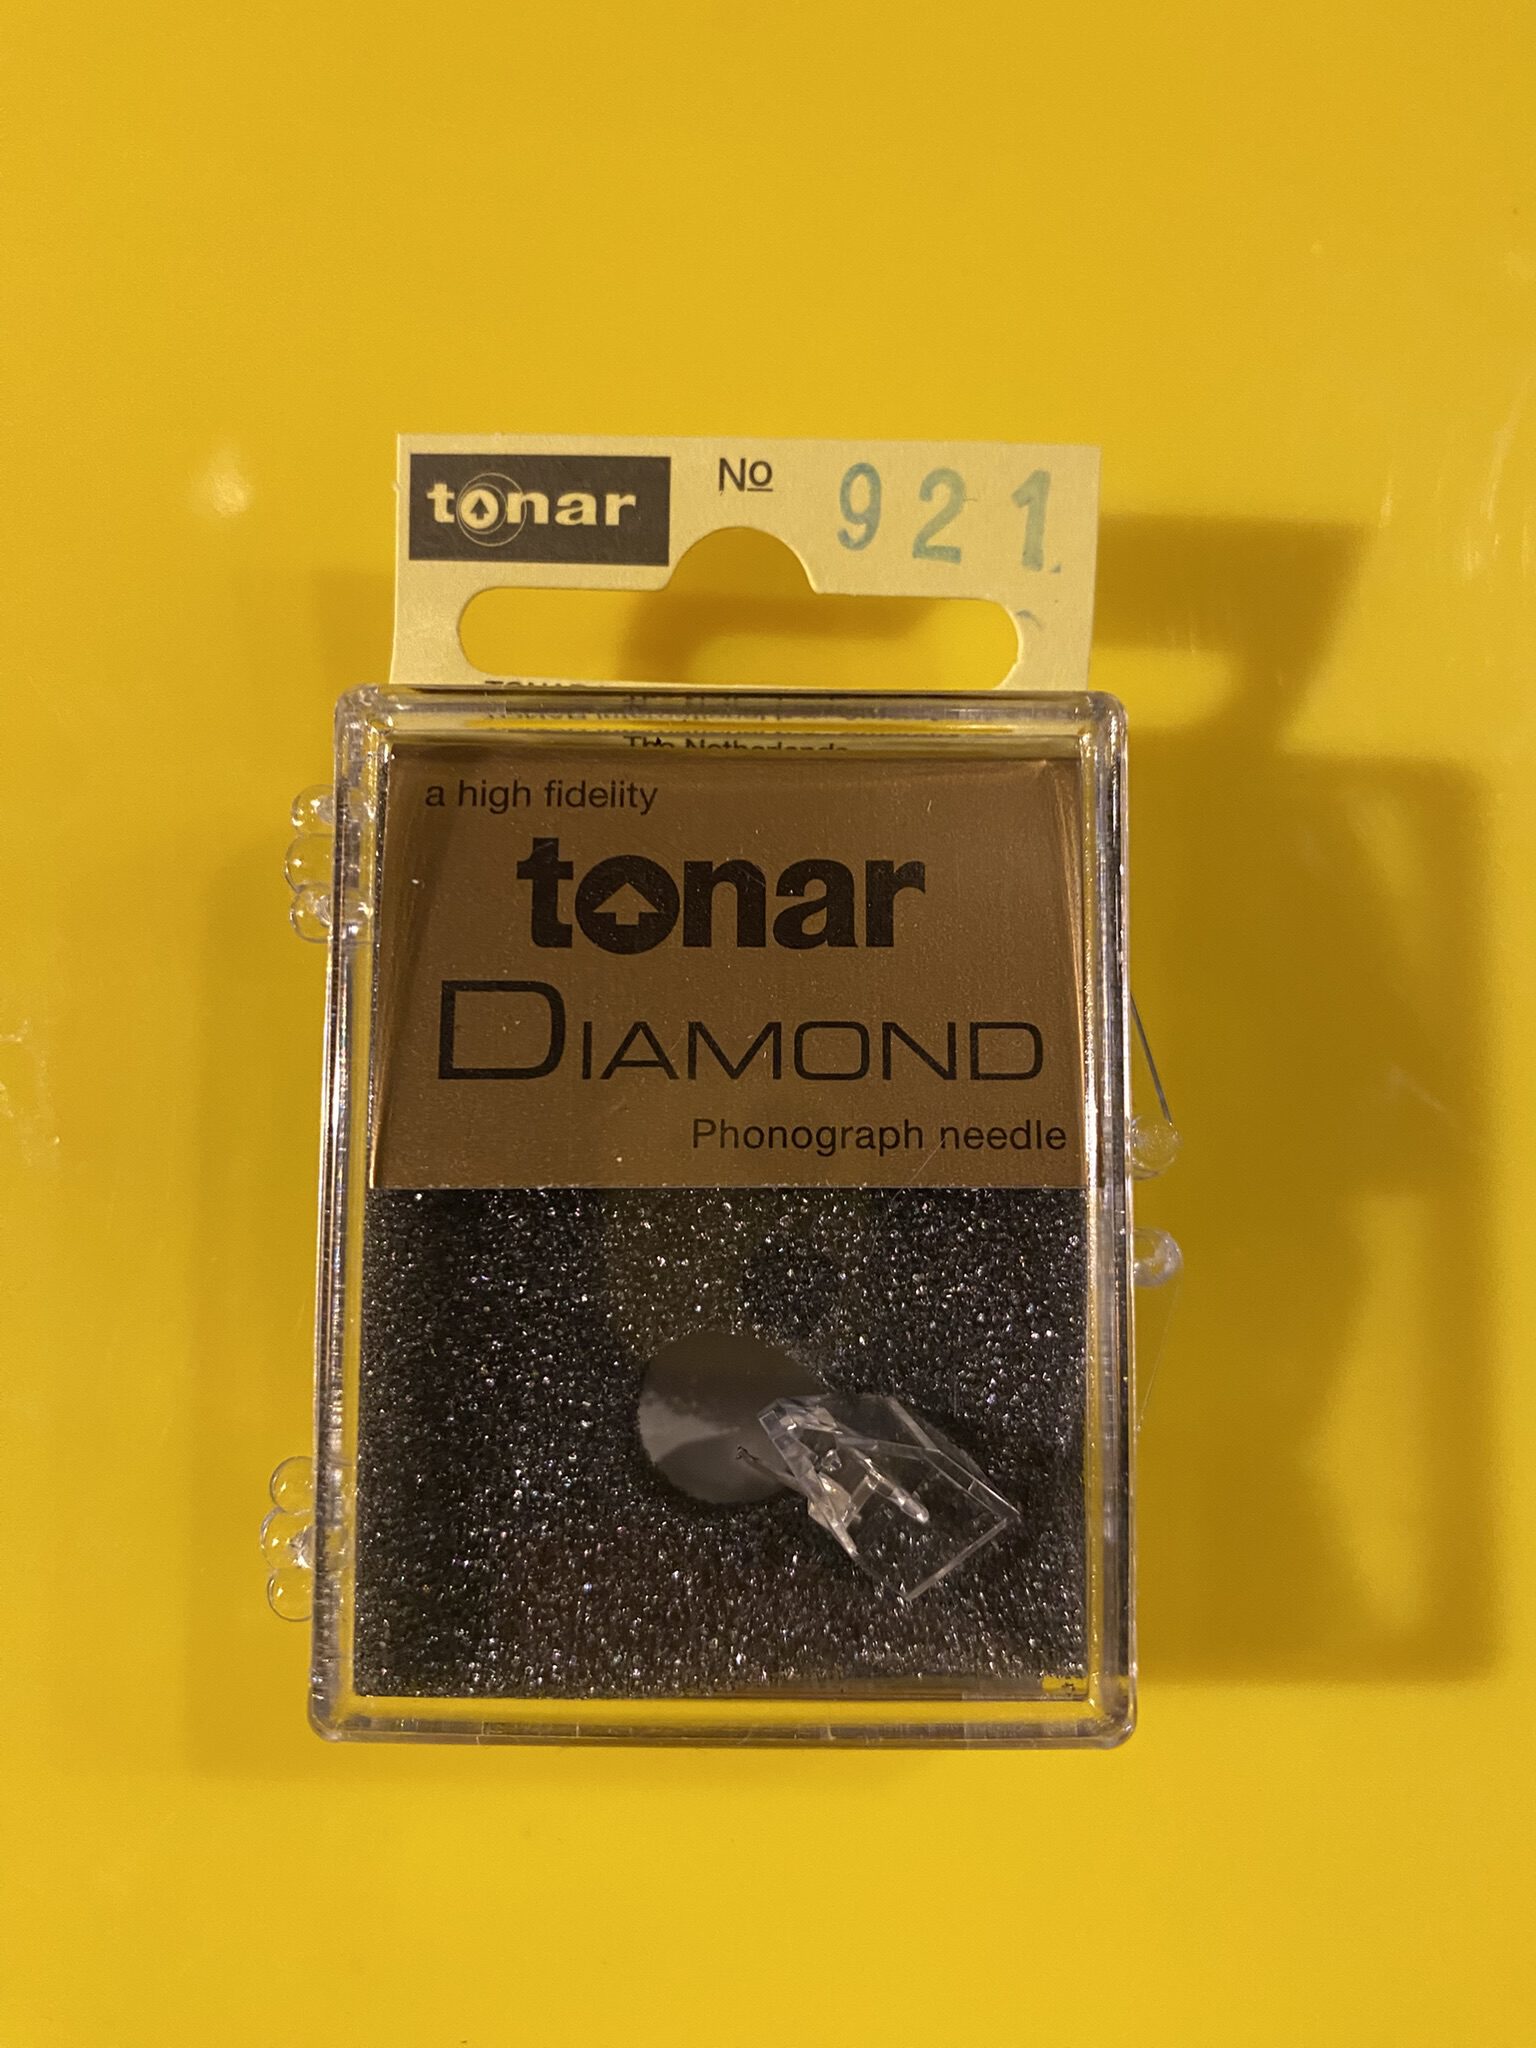 tonar
No 921
The Netherlands
a high fidelity
tonar
DIAMOND
Phonograph needle